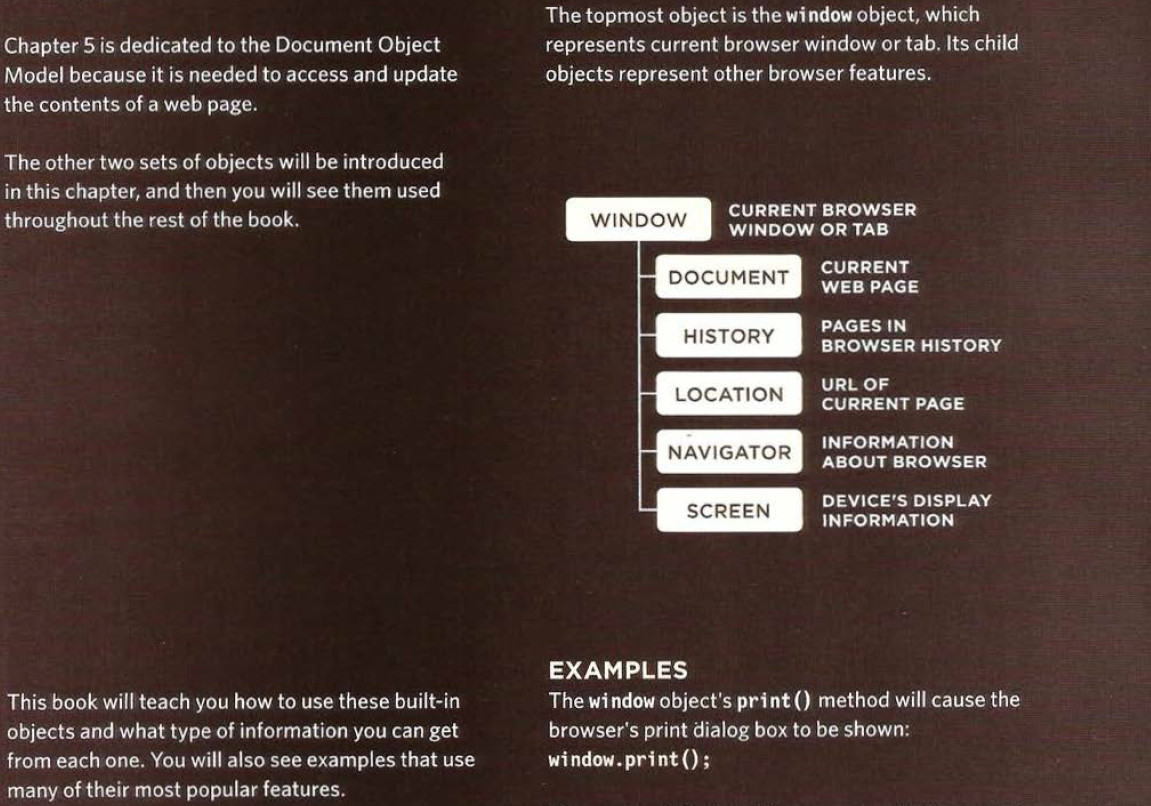 Chapter 5 is dedicated to the Document Object
Model because it is needed to access and update
the contents of a web page.
The other two sets of objects will be introduced
in this chapter, and then you will see them used
throughout the rest of the book.
This book will teach you how to use these built-in
objects and what type of information you can get
from each one. You will also see examples that use
many of their most popular features.
The topmost object is the window object, which
represents current browser window or tab. Its child
objects represent other browser features.
WINDOW
CURRENT BROWSER
WINDOW OR TAB
DOCUMENT
CURRENT
WEB PAGE
HISTORY
PAGES IN
BROWSER HISTORY
LOCATION
URL OF
CURRENT PAGE
NAVIGATOR
INFORMATION
ABOUT BROWSER
SCREEN
DEVICE'S DISPLAY
INFORMATION
EXAMPLES
The window object's print() method will cause the
browser's print dialog box to be shown:
window.print();